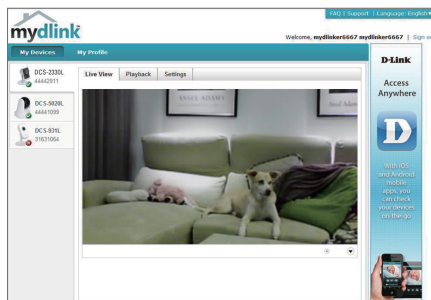 FAQ | Support | Language: English
mydlink
Welcome, mydlinker6667 mydlinker6667 | Sign
My Devices
My Profile
DCS-2330L
44442911
DCS-5020L
44441099
DCS-931L
31631064
Live View
Playback
Settings
ANSEL ADAMS
D-Link
Access
Anywhere
D
With iOS
and Android
mobile
apps, you
can check
your devices
on-the-go